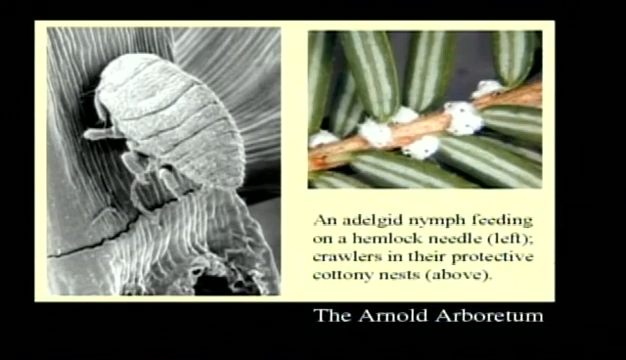 An adelgid nymph feeding
on a hemlock needle (left);
crawlers in their protective
cottony nests (above).
The Arnold Arboretum